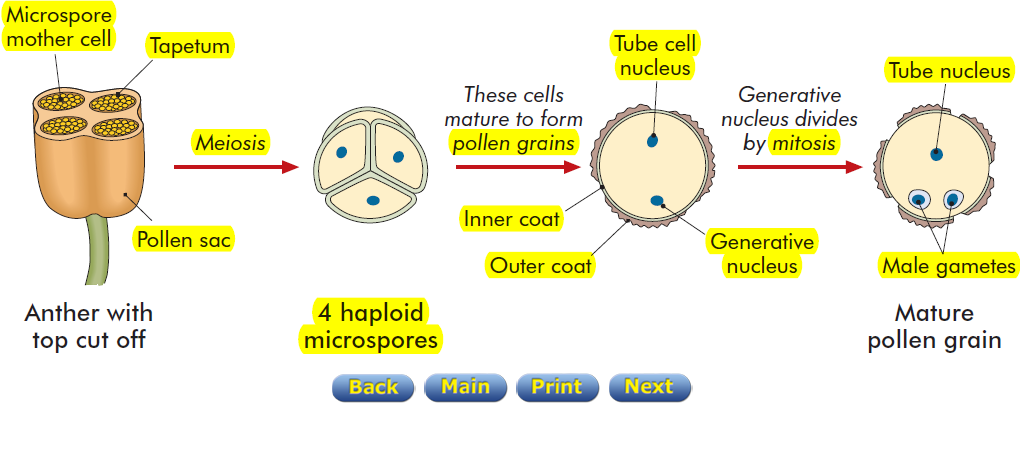 Microspore
mother cell
Tapetum
Meiosis
Pollen sac
Anther with
top cut off
4 haploid
microspores
These cells
mature to form
pollen grains
Inner coat
Outer coat
Tube cell
nucleus
Generative
nucleus
Generative
nucleus divides
by mitosis
Tube nucleus
Male gametes
Mature
pollen grain
Back
Main
Print
Next